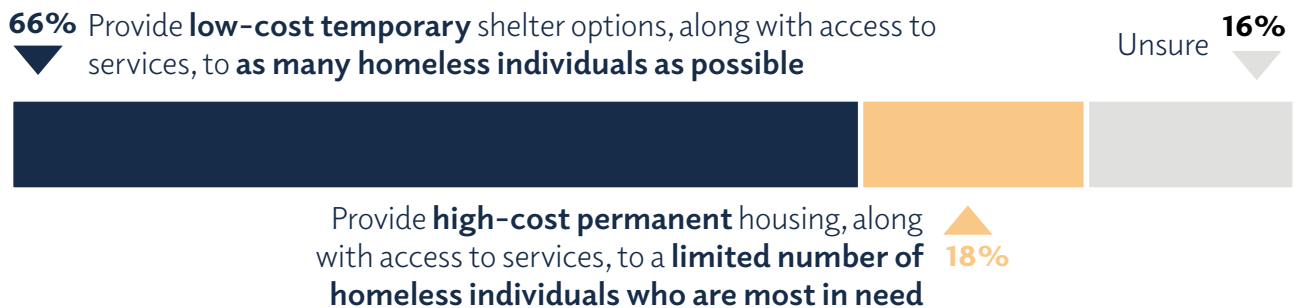 66% Provide low-cost temporary shelter options, along with access to
services, to as many homeless individuals as possible
Unsure 16%
Provide high-cost permanent housing, along
with access to services, to a limited number of
homeless individuals who are most in need
18%